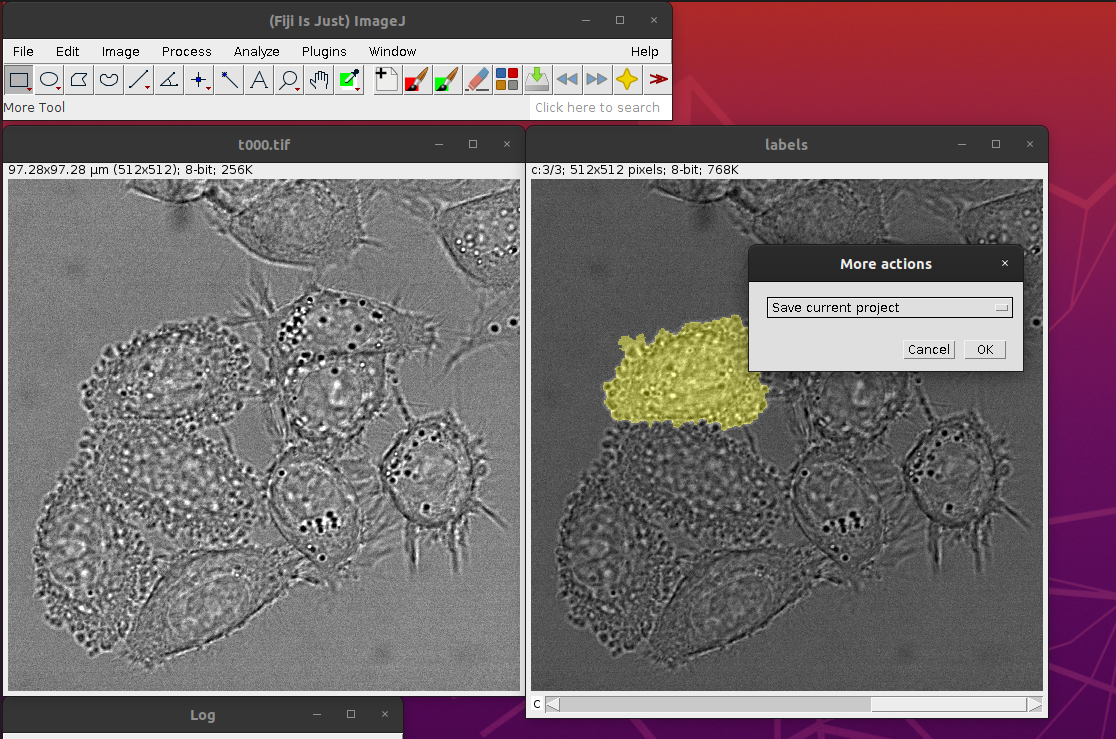 (Fiji Is Just) ImageJ
File Edit Image Process Analyze Plugins Window Help
More Tool
Click here to search
t000.tif
97.28x97.28 µm (512x512); 8-bit; 256K
labels
c:3/3; 512x512 pixels; 8-bit; 768K
More actions
Save current project
Cancel OK
C
Log